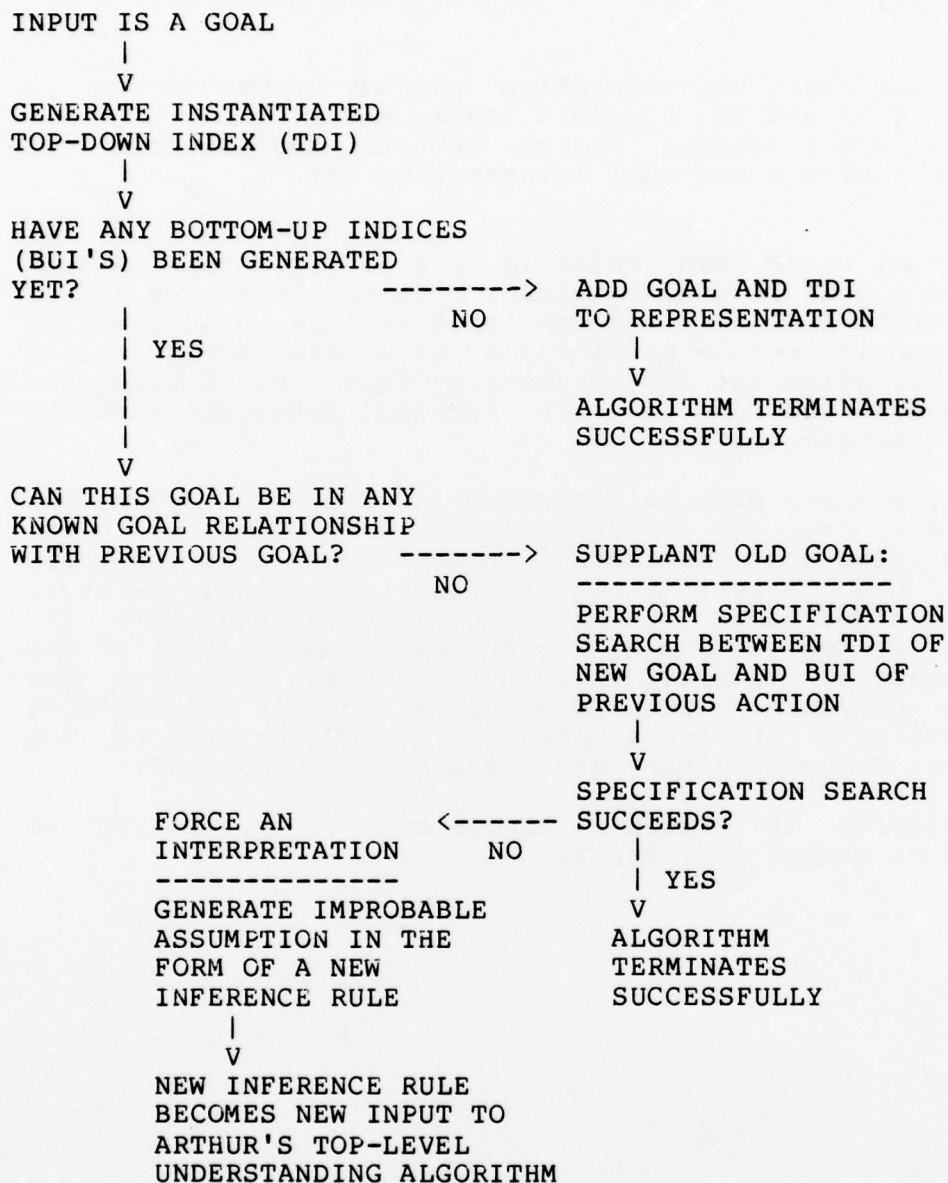 INPUT IS A GOAL
|
V
GENERATE INSTANTIATED
TOP-DOWN INDEX (TDI)
|
V
HAVE ANY BOTTOM-UP INDICES
(BUI'S) BEEN GENERATED
YET? --------> ADD GOAL AND TDI
NO TO REPRESENTATION
| YES |
V
ALGORITHM TERMINATES
SUCCESSFULLY
V
CAN THIS GOAL BE IN ANY
KNOWN GOAL RELATIONSHIP
WITH PREVIOUS GOAL? -------> SUPPLANT OLD GOAL:
NO ------------------
PERFORM SPECIFICATION
SEARCH BETWEEN TDI OF
NEW GOAL AND BUI OF
PREVIOUS ACTION
|
V
SPECIFICATION SEARCH
FORCE AN <------ SUCCEEDS?
INTERPRETATION NO
-------------- | YES
GENERATE IMPROBABLE V
ASSUMPTION IN THE ALGORITHM
FORM OF A NEW TERMINATES
INFERENCE RULE SUCCESSFULLY
|
V
NEW INFERENCE RULE
BECOMES NEW INPUT TO
ARTHUR'S TOP-LEVEL
UNDERSTANDING ALGORITHM